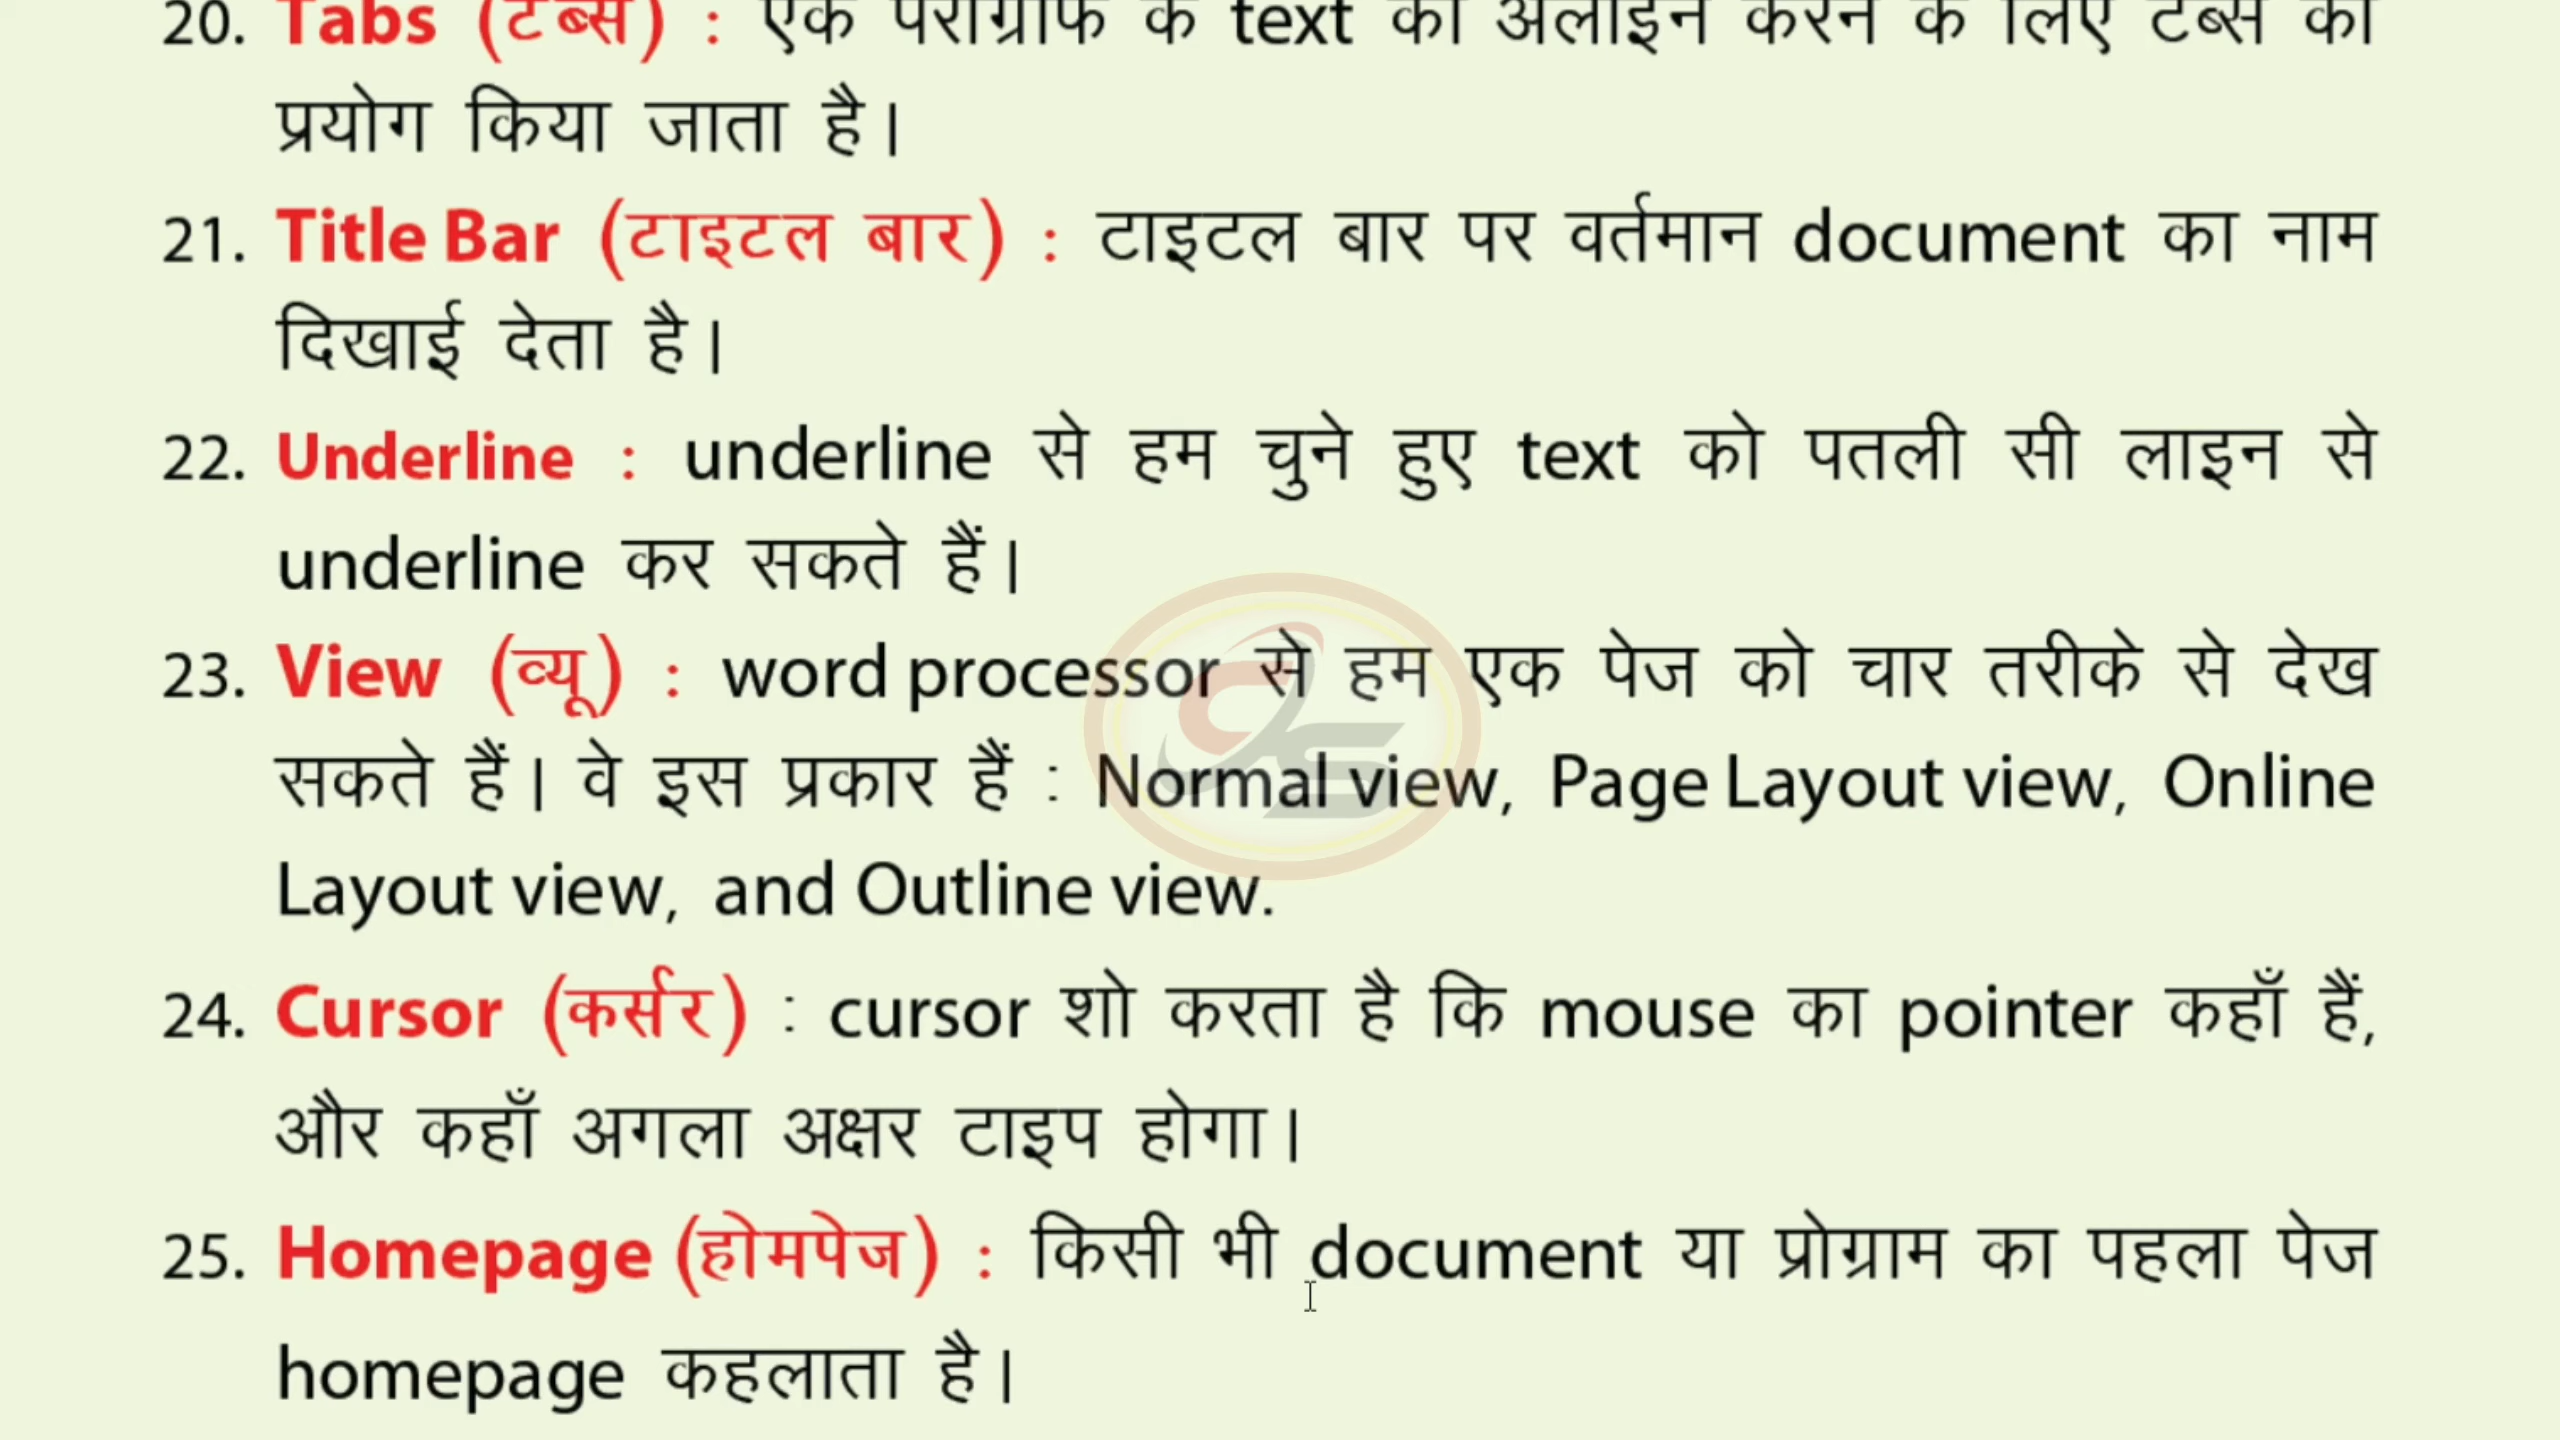 20. Tabs (टैब्स) : एक पैराग्राफ के text को अलाइन करने के लिए टैब्स का
प्रयोग किया जाता है।
21. Title Bar (टाइटल बार) : टाइटल बार पर वर्तमान document का नाम
दिखाई देता है।
22. Underline : underline से हम चुने हुए text को पतली सी लाइन से
underline कर सकते हैं।
23. View (व्यू) : word processor से हम एक पेज को चार तरीके से देख
सकते हैं। वे इस प्रकार हैं : Normal view, Page Layout view, Online
Layout view, and Outline view.
24. Cursor (कर्सर) : cursor शो करता है कि mouse का pointer कहाँ हैं,
और कहाँ अगला अक्षर टाइप होगा।
25. Homepage (होमपेज) : किसी भी document या प्रोग्राम का पहला पेज
homepage कहलाता है।